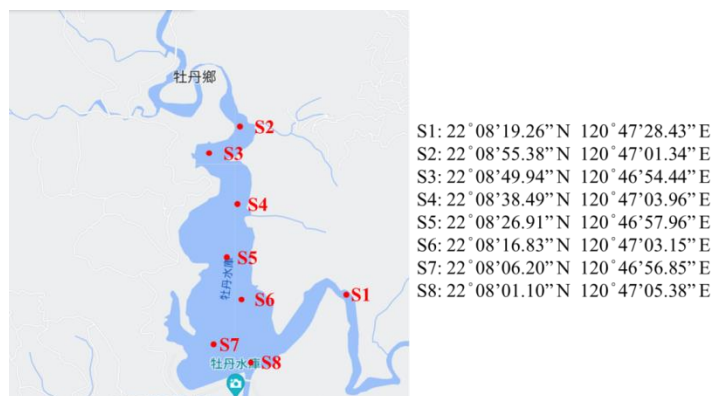 牡丹鄉
S2
S3
S4
S5
牡丹水庫
S6
S1
S7
牡丹水庫
S8
S1: 22°08’19.26”N 120°47’28.43”E
S2: 22°08’55.38”N 120°47’01.34”E
S3: 22°08’49.94”N 120°46’54.44”E
S4: 22°08’38.49”N 120°47’03.96”E
S5: 22°08’26.91”N 120°46’57.96”E
S6: 22°08’16.83”N 120°47’03.15”E
S7: 22°08’06.20”N 120°46’56.85”E
S8: 22°08’01.10”N 120°47’05.38”E